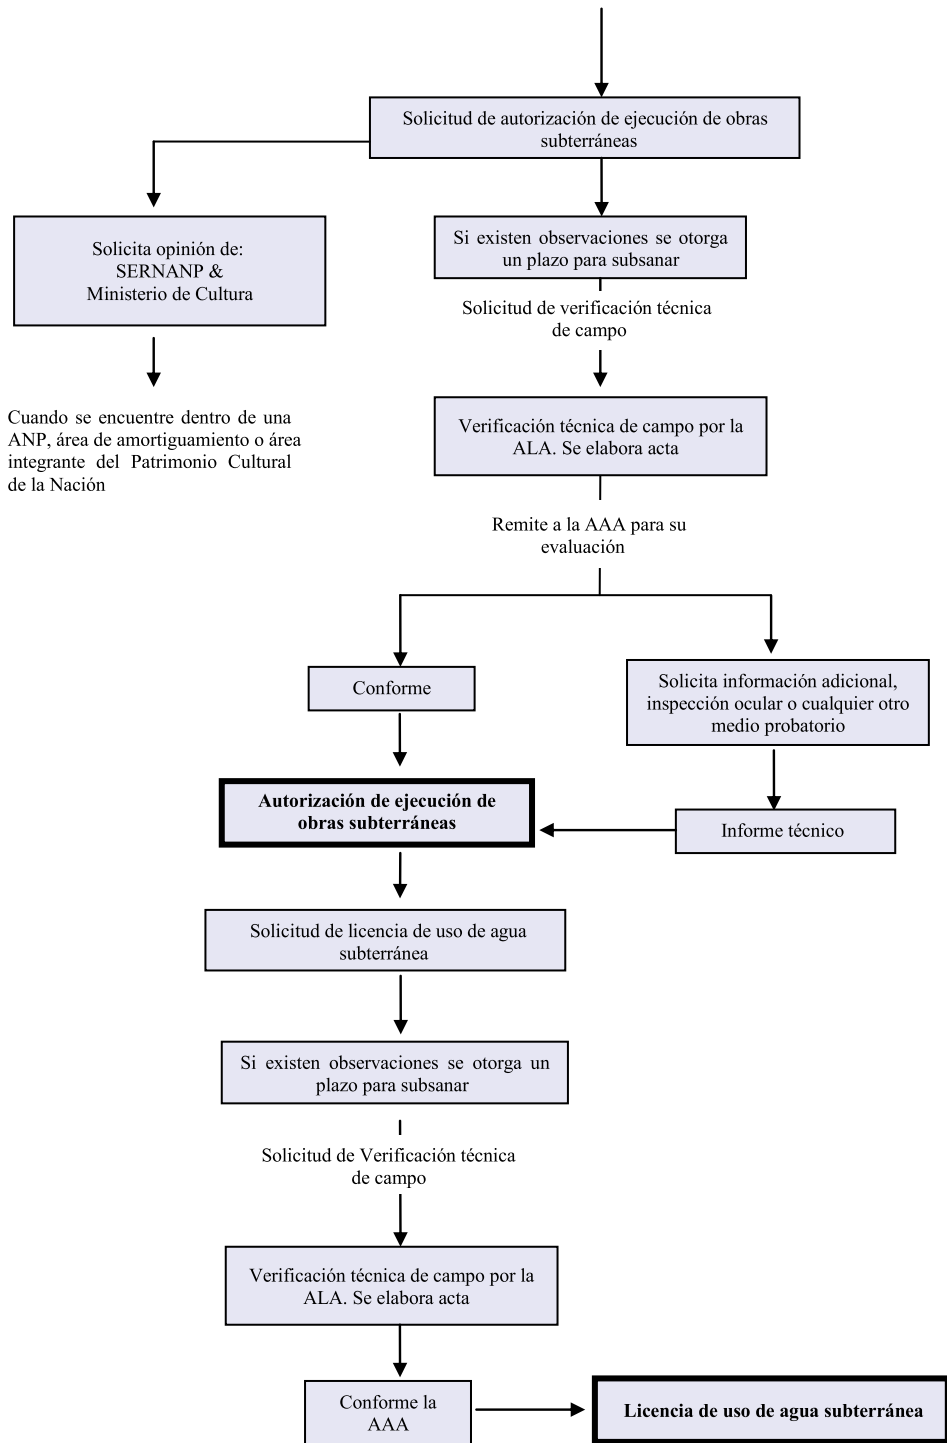 Solicitud de autorización de ejecución de obras
subterráneas
Solicita opinión de:
SERNANP &
Ministerio de Cultura
Si existen observaciones se otorga
un plazo para subsanar
Solicitud de verificación técnica
de campo
Cuando se encuentre dentro de una
ANP, área de amortiguamiento o área
integrante del Patrimonio Cultural
de la Nación
Verificación técnica de campo por la
ALA. Se elabora acta
Remite a la AAA para su
evaluación
Conforme
Solicita información adicional,
inspección ocular o cualquier otro
medio probatorio
Autorización de ejecución de
obras subterráneas
Informe técnico
Solicitud de licencia de uso de agua
subterránea
Si existen observaciones se otorga un
plazo para subsanar
Solicitud de Verificación técnica
de campo
Verificación técnica de campo por la
ALA. Se elabora acta
Conforme la
AAA
Licencia de uso de agua subterránea